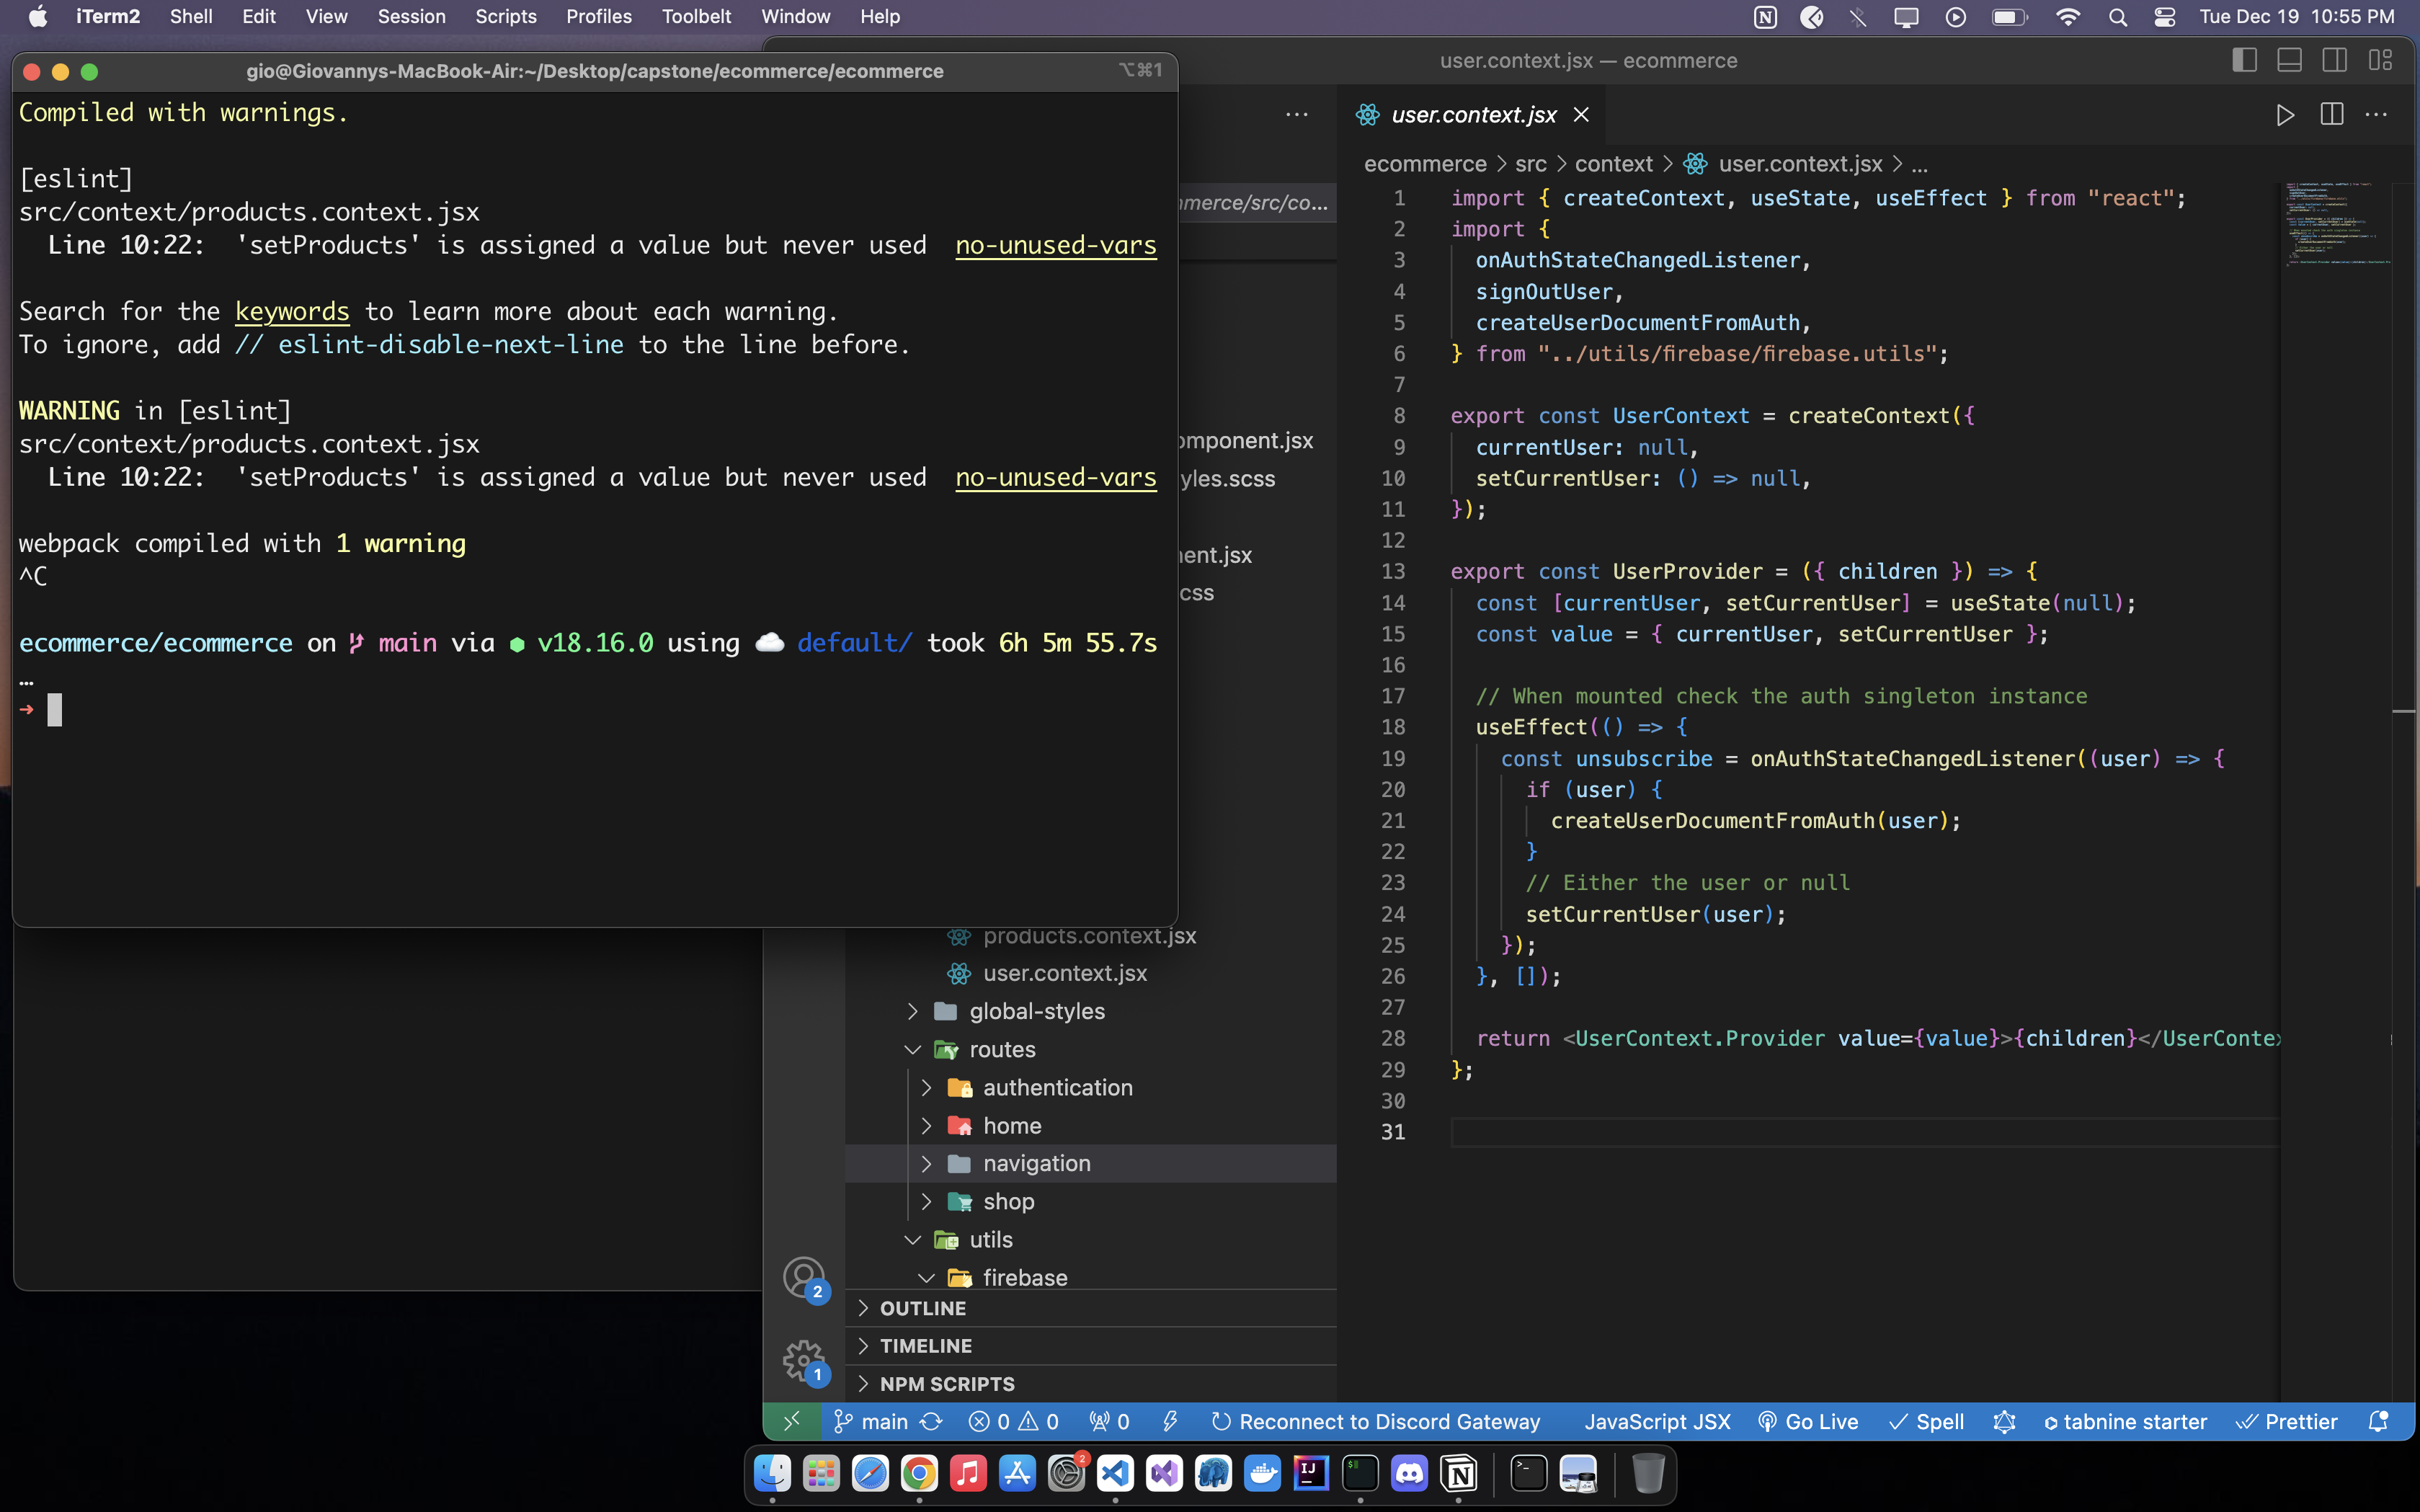 iTerm2 Shell Edit View Session Scripts Profiles Toolbelt Window Help Tue Dec 19 10:55 PM
gio@Giovannys-MacBook-Air:~/Desktop/capstone/ecommerce/ecommerce ⌥⌘1
Compiled with warnings.
[eslint]
src/context/products.context.jsx
Line 10:22: 'setProducts' is assigned a value but never used no-unused-vars
Search for the keywords to learn more about each warning.
To ignore, add // eslint-disable-next-line to the line before.
WARNING in [eslint]
src/context/products.context.jsx
Line 10:22: 'setProducts' is assigned a value but never used no-unused-vars
webpack compiled with 1 warning
^C
ecommerce/ecommerce on main via v18.16.0 using default/ took 6h 5m 55.7s
…
➜
user.context.jsx — ecommerce
user.context.jsx
ecommerce > src > context > user.context.jsx > ...
1 import { createContext, useState, useEffect } from "react";
2 import {
3 onAuthStateChangedListener,
4 signOutUser,
5 createUserDocumentFromAuth,
6 } from "../utils/firebase/firebase.utils";
7
8 export const UserContext = createContext({
9 currentUser: null,
10 setCurrentUser: () => null,
11 });
12
13 export const UserProvider = ({ children }) => {
14 const [currentUser, setCurrentUser] = useState(null);
15 const value = { currentUser, setCurrentUser };
16
17 // When mounted check the auth singleton instance
18 useEffect(() => {
19 const unsubscribe = onAuthStateChangedListener((user) => {
20 if (user) {
21 createUserDocumentFromAuth(user);
22 }
23 // Either the user or null
24 setCurrentUser(user);
25 });
26 }, []);
27
28 return <UserContext.Provider value={value}>{children}</UserContex
29 };
30
31
merce/src/co...
omponent.jsx
yles.scss
nent.jsx
css
products.context.jsx
user.context.jsx
global-styles
routes
authentication
home
navigation
shop
utils
firebase
OUTLINE
TIMELINE
NPM SCRIPTS
2
1
main 0 0 0 Reconnect to Discord Gateway JavaScript JSX Go Live Spell tabnine starter Prettier
2
IJ